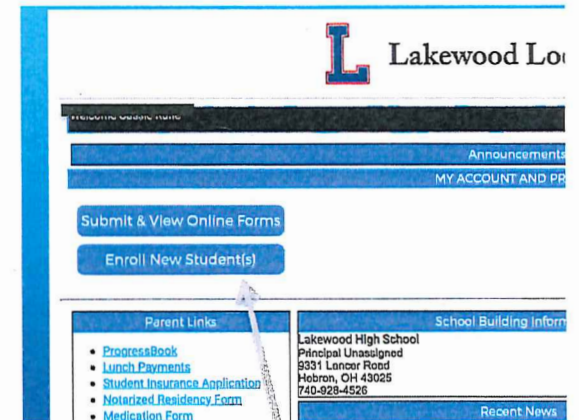 L
Lakewood Lo
Welcome
Announcements
MY ACCOUNT AND PR
Submit & View Online Forms
Enroll New Student(s)
Parent Links
ProgressBook
Lunch Payments
Student Insurance Application
Notarized Residency Form
Medication Form
School Building Inform
Lakewood High School
Principal Unassigned
9331 Lancer Road
Hebron, OH 43025
740-928-4526
Recent News